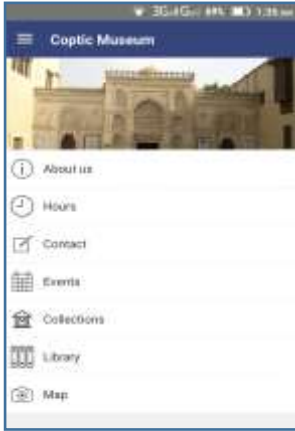 Coptic Museum
About us
Hours
Contact
Events
Collections
Library
Map